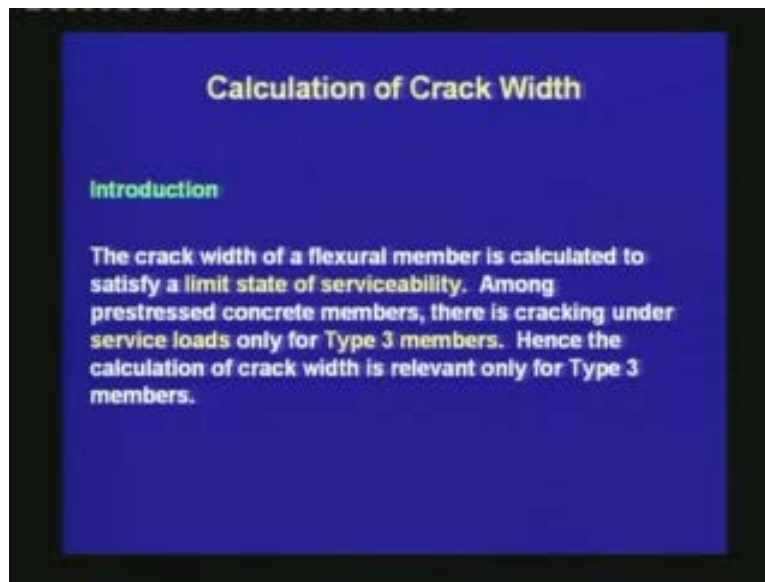 Calculation of Crack Width
Introduction
The crack width of a flexural member is calculated to
satisfy a limit state of serviceability. Among
prestressed concrete members, there is cracking under
service loads only for Type 3 members. Hence the
calculation of crack width is relevant only for Type 3
members.